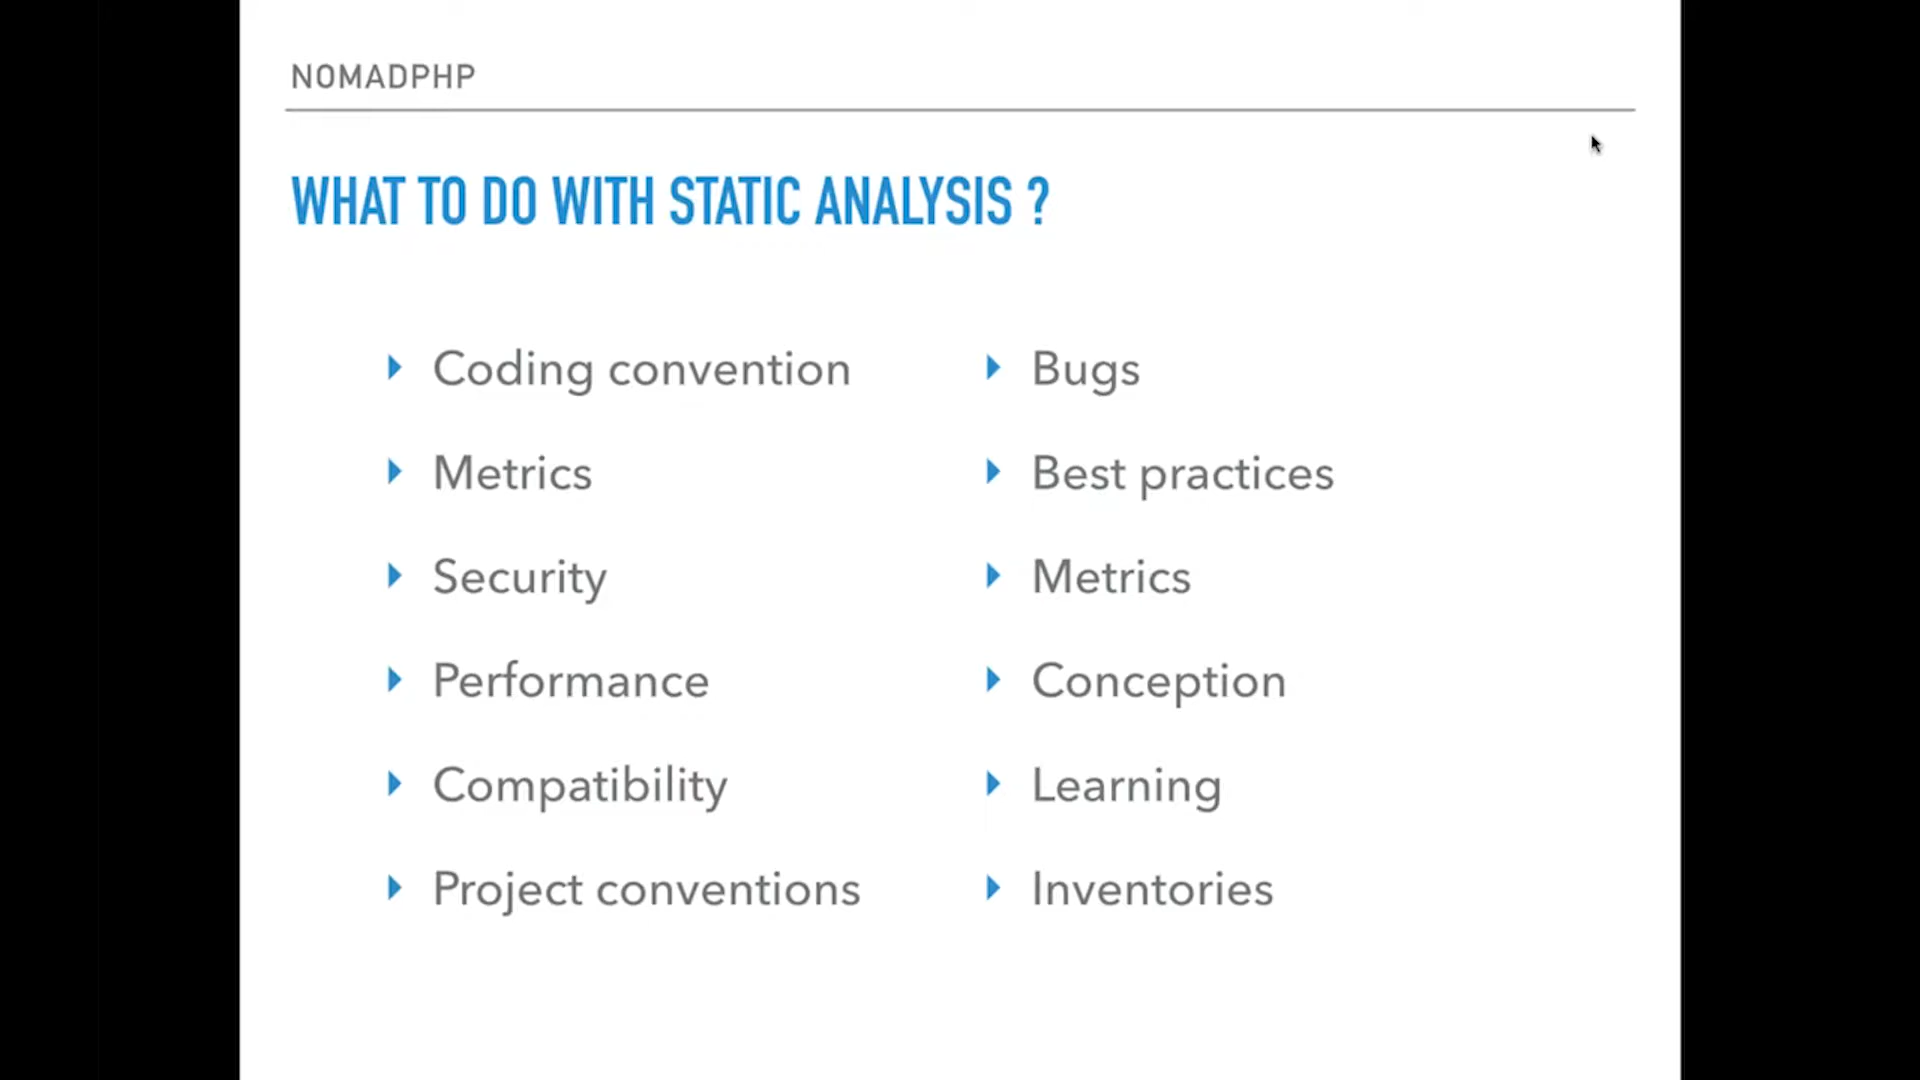 NOMADPHP
WHAT TO DO WITH STATIC ANALYSIS ?
Coding convention
Metrics
Security
Performance
Compatibility
Project conventions
Bugs
Best practices
Metrics
Conception
Learning
Inventories